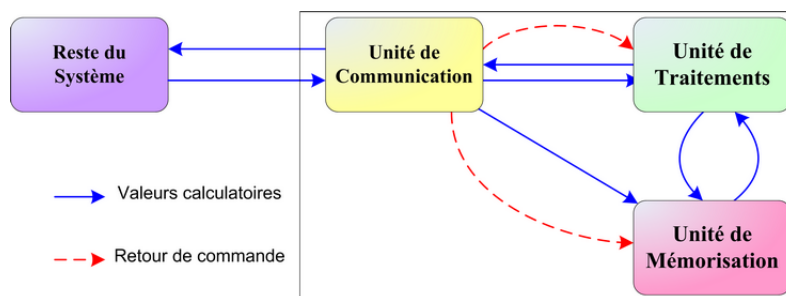 Reste du
Système
Unité de
Communication
Unité de
Traitements
Valeurs calculatoires
Retour de commande
Unité de
Mémorisation